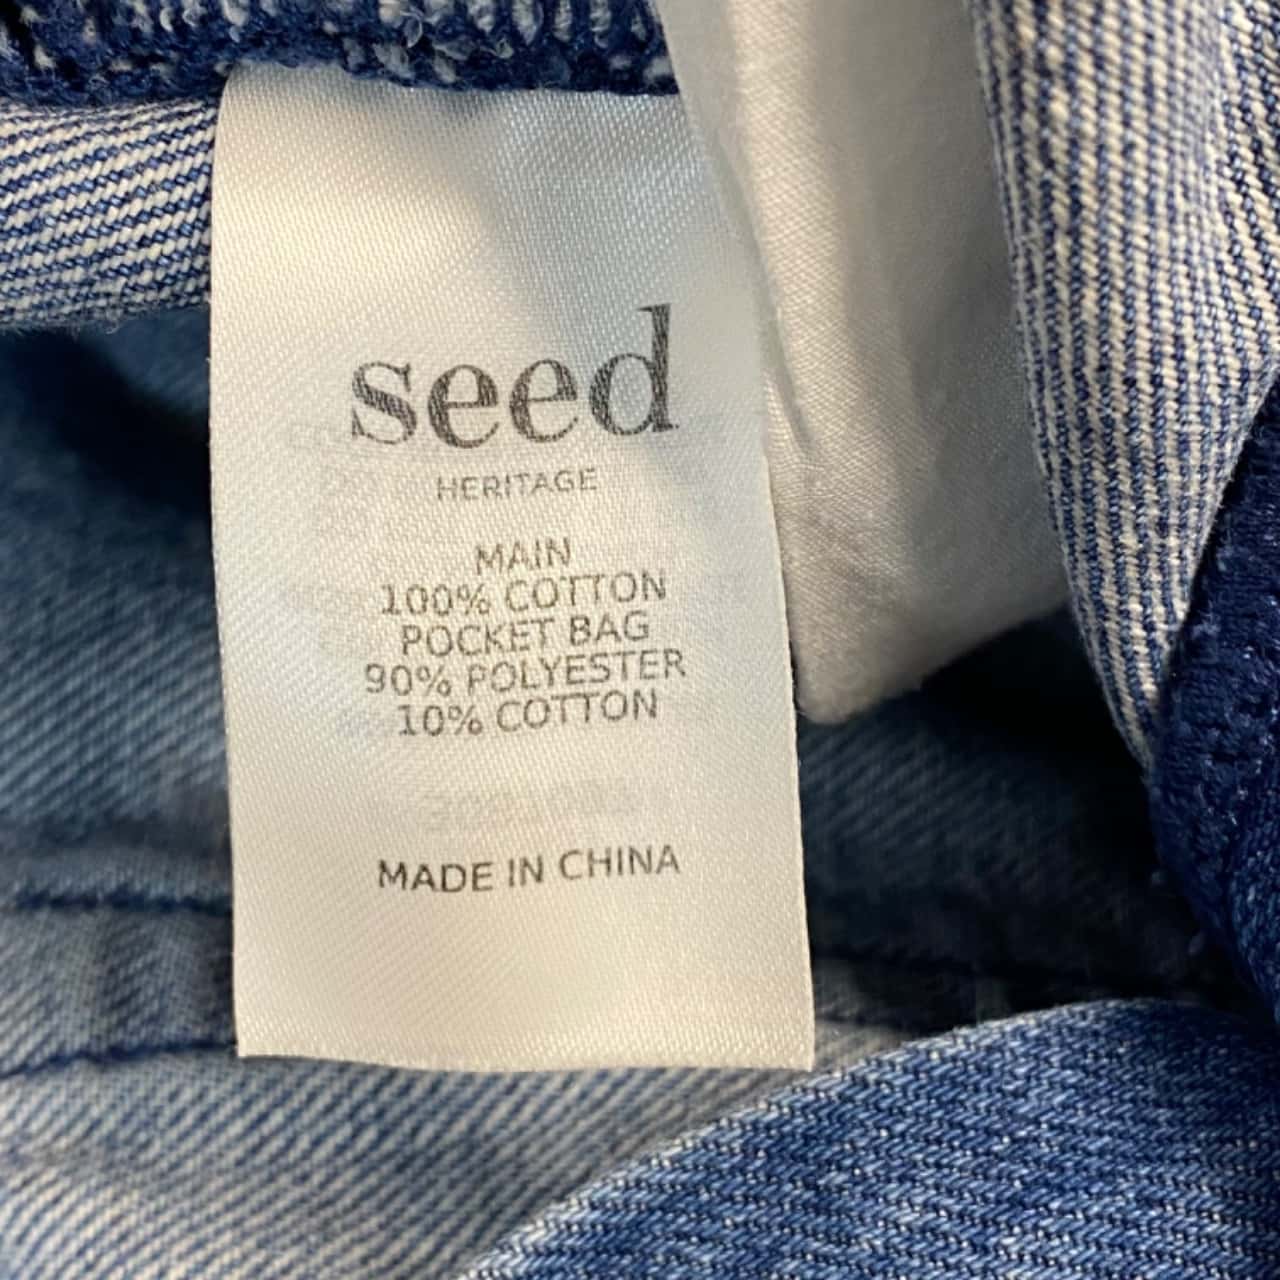 seed
HERITAGE
MAIN
100% COTTON
POCKET BAG
90% POLYESTER
10% COTTON
MADE IN CHINA